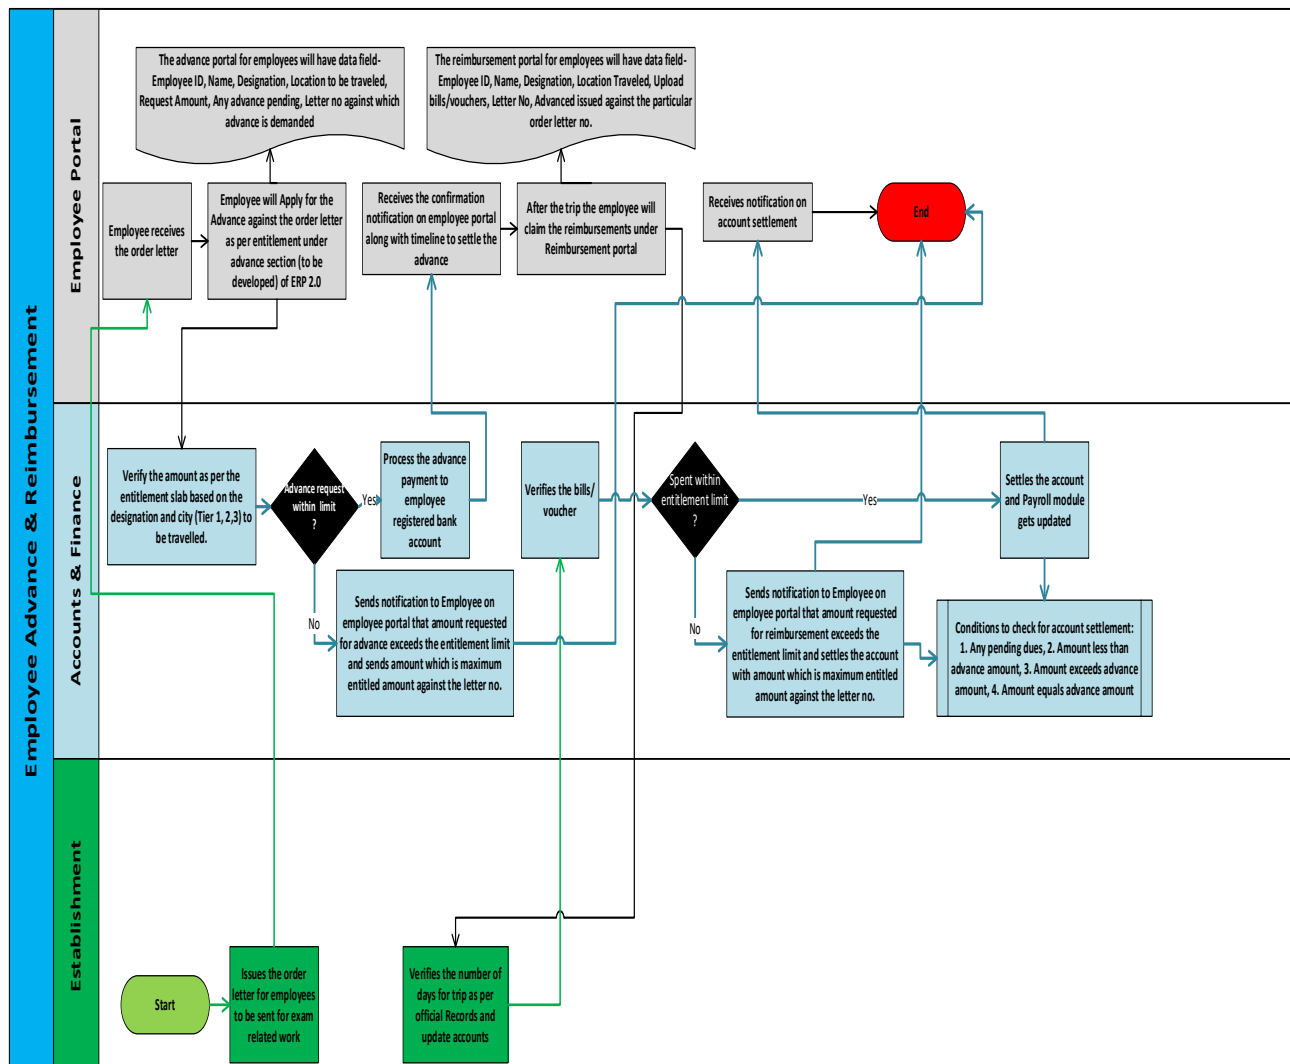 Employee Advance & Reimbursement
Employee Portal
The advance portal for employees will have data field-
Employee ID, Name, Designation, Location to be traveled,
Request Amount, Any advance pending, Letter no against which
advance is demanded
The reimbursement portal for employees will have data field-
Employee ID, Name, Designation, Location Traveled, Upload
bills/vouchers, Letter No, Advanced issued against the particular
order letter no.
Employee receives
the order letter
Employee will Apply for the
Advance against the order letter
as per entitlement under
advance section (to be
developed) of ERP 2.0
Receives the confirmation
notification on employee portal
along with timeline to settle the
advance
After the trip the employee will
claim the reimbursements under
Reimbursement portal
Receives notification on
account settlement
End
Accounts & Finance
Verify the amount as per the
entitlement slab based on the
designation and city (Tier 1, 2,3) to
be travelled.
Advance request
within limit
?
Yes
No
Process the advance
payment to
employee
registered bank
account
Sends notification to Employee on
employee portal that amount requested
for advance exceeds the entitlement limit
and sends amount which is maximum
entitled amount against the letter no.
Verifies the bills/
voucher
Spent within
entitlement limit
?
Yes
No
Sends notification to Employee on
employee portal that amount requested
for reimbursement exceeds the
entitlement limit and settles the account
with amount which is maximum entitled
amount against the letter no.
Settles the account
and Payroll module
gets updated
Conditions to check for account settlement:
1. Any pending dues, 2. Amount less than
advance amount, 3. Amount exceeds advance
amount, 4. Amount equals advance amount
Establishment
Start
Issues the order
letter for employees
to be sent for exam
related work
Verifies the number of
days for trip as per
official Records and
update accounts